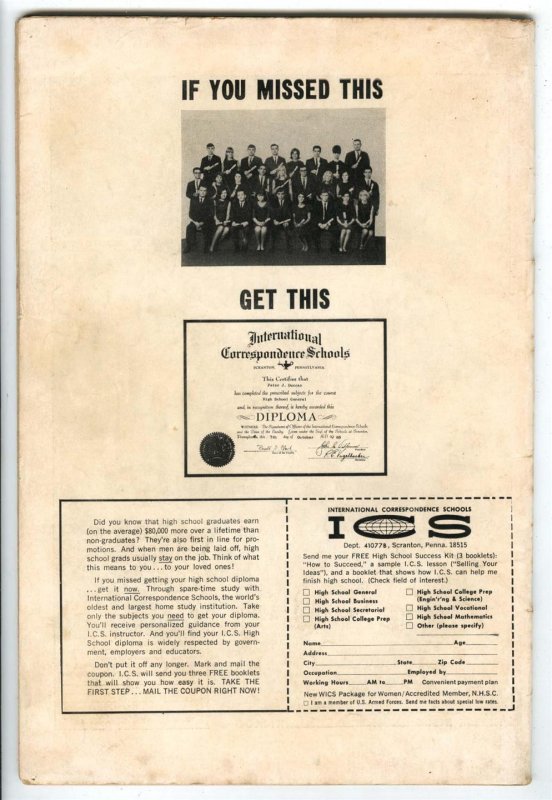 IF YOU MISSED THIS
GET THIS
International
Correspondence Schools
SCRANTON, PENNSYLVANIA
This Certifies that
Peter J. Duncan
has completed the prescribed subjects for the course
High School General
and in recognition thereof, is hereby awarded this
DIPLOMA
Did you know that high school graduates earn
(on the average) $80,000 more over a lifetime than
non-graduates? They're also first in line for pro-
motions. And when men are being laid off, high
school grads usually stay on the job. Think of what
this means to you...to your loved ones!
If you missed getting your high school diploma
...get it now. Through spare-time study with
International Correspondence Schools, the world's
oldest and largest home study institution. Take
only the subjects you need to get your diploma.
You'll receive personalized guidance from your
I.C.S. instructor. And you'll find your I.C.S. High
School diploma is widely respected by govern-
ment, employers and educators.
Don't put it off any longer. Mark and mail the
coupon. I.C.S. will send you three FREE booklets
that will show you how easy it is. TAKE THE
FIRST STEP...MAIL THE COUPON RIGHT NOW!
INTERNATIONAL CORRESPONDENCE SCHOOLS
ICS
Dept. 41077B, Scranton, Penna. 18515
Send me your FREE High School Success Kit (3 booklets):
"How to Succeed," a sample I.C.S. lesson ("Selling Your
Ideas"), and a booklet that shows how I.C.S. can help me
finish high school. (Check field of interest.)
High School General
High School Business
High School Secretarial
High School College Prep
(Arts)
High School College Prep
(Engin'r'ng & Science)
High School Vocational
High School Mathematics
Other (please specify)
Name Age
Address
City State Zip Code
Occupation Employed by
Working Hours AM to PM Convenient payment plan
New WICS Package for Women/Accredited Member, N.H.S.C.
I am a member of U.S. Armed Forces. Send me facts about special low rates.